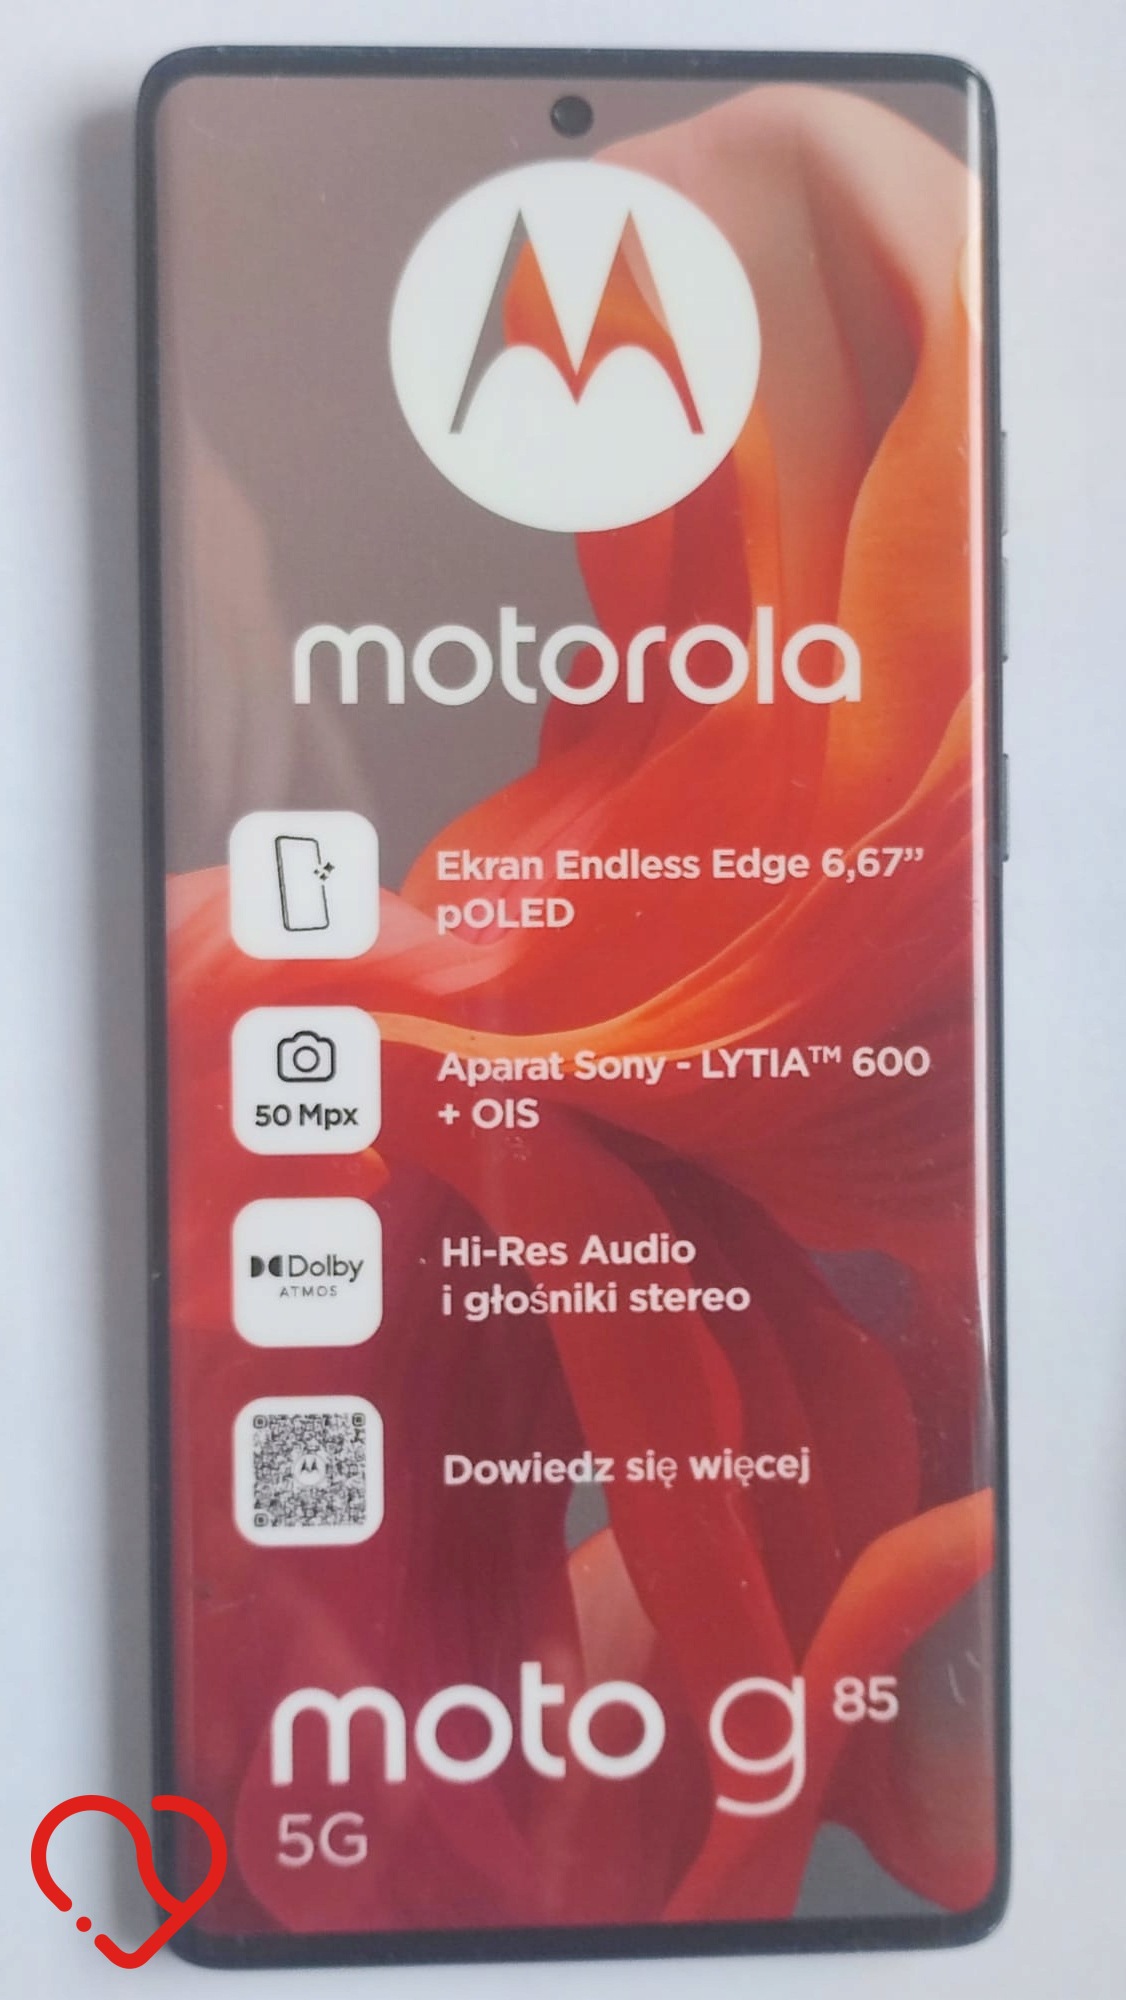 motorola
Ekran Endless Edge 6,67”
pOLED
50 Mpx
Aparat Sony - LYTIA™ 600
+ OIS
Dolby
ATMOS
Hi-Res Audio
i głośniki stereo
Dowiedz się więcej
moto g 85
5G